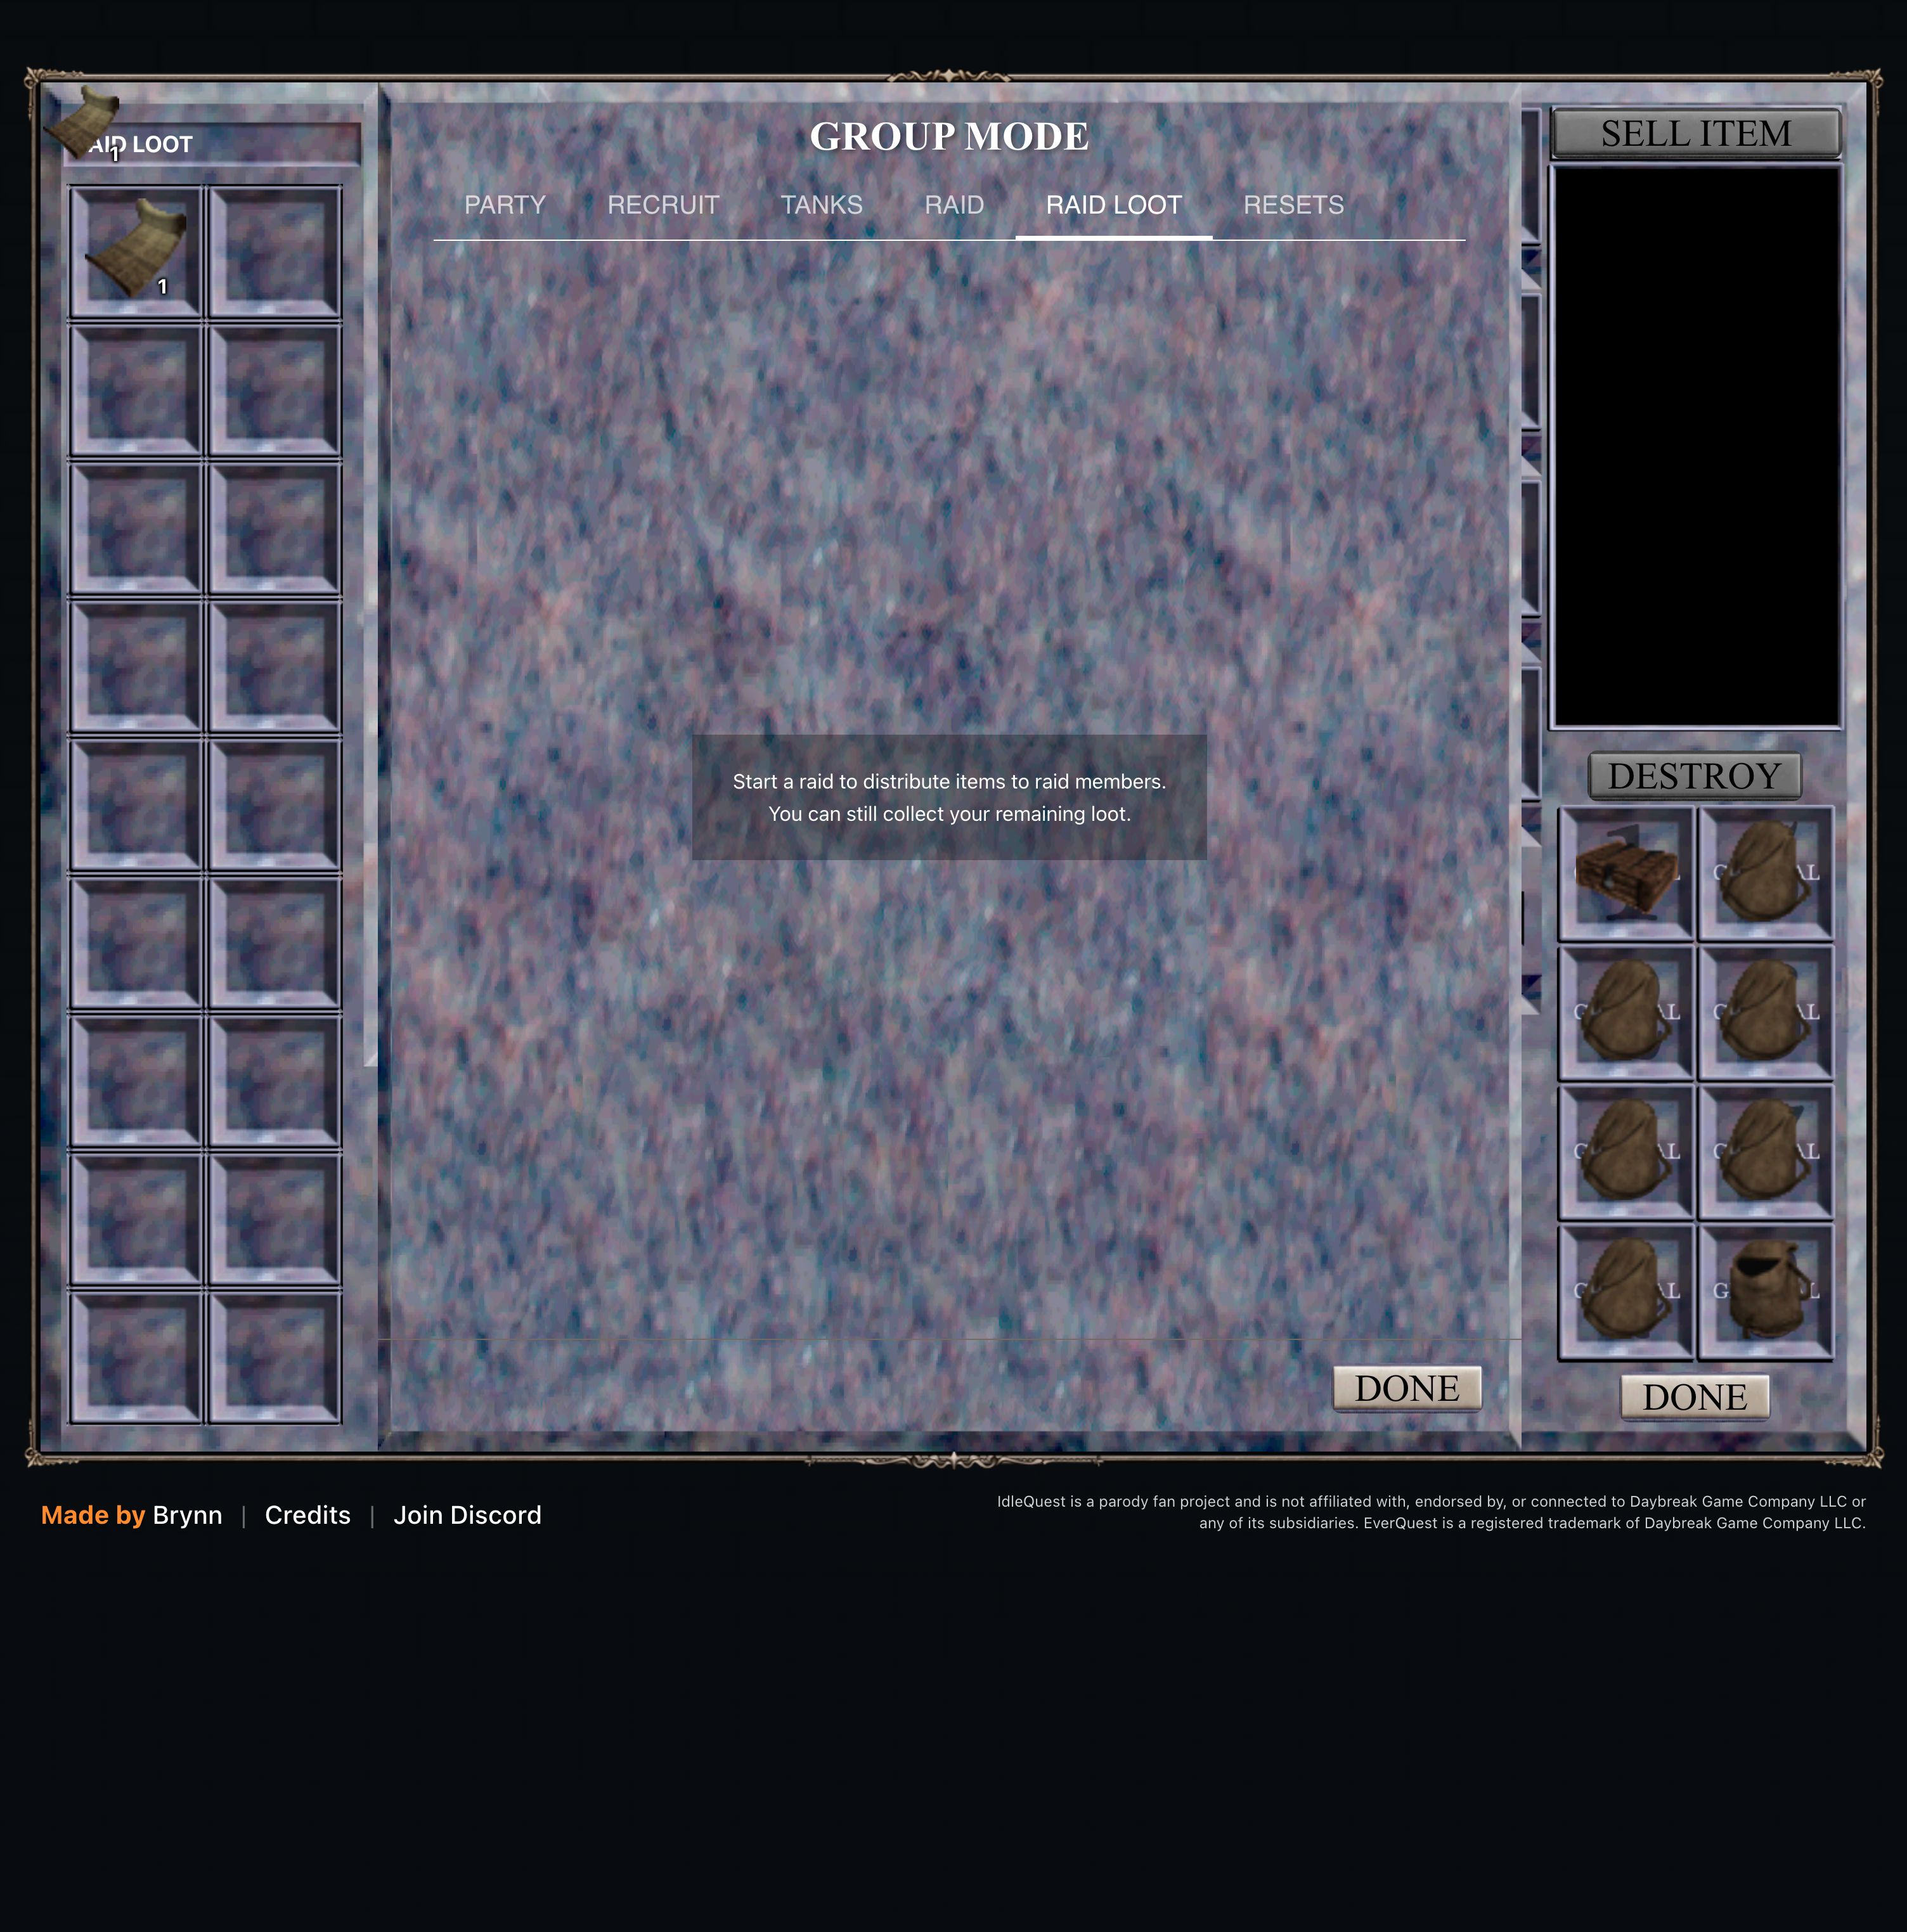 RAID LOOT
1
1
GROUP MODE
PARTY RECRUIT TANKS RAID RAID LOOT RESETS
Start a raid to distribute items to raid members.
You can still collect your remaining loot.
DONE
SELL ITEM
DESTROY
DONE
Made by Brynn | Credits | Join Discord
IdleQuest is a parody fan project and is not affiliated with, endorsed by, or connected to Daybreak Game Company LLC or
any of its subsidiaries. EverQuest is a registered trademark of Daybreak Game Company LLC.